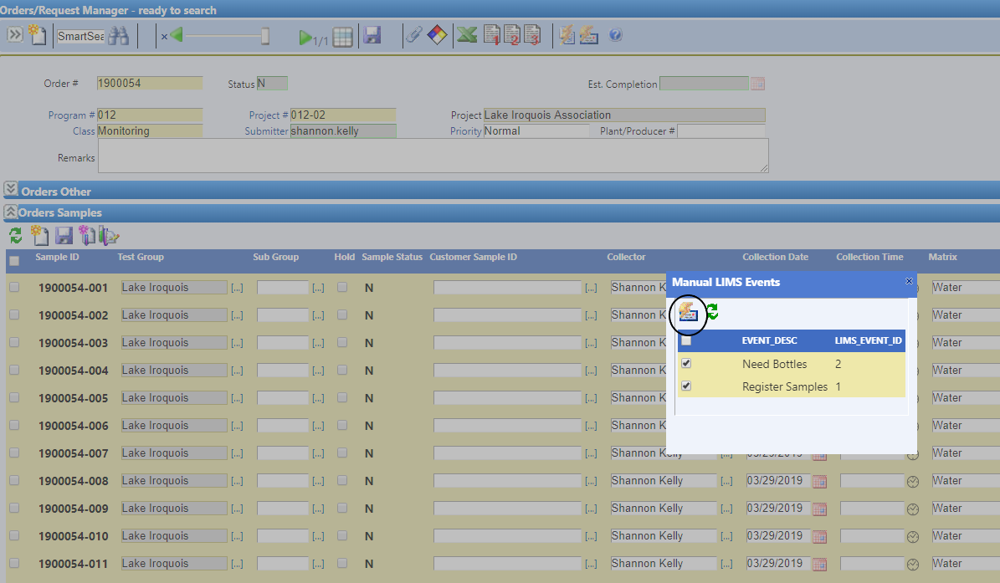 Orders/Request Manager - ready to search
SmartSea x 1/1 1 2 3 ?
Order # 1900054 Status N Est. Completion
Program # 012 Project # 012-02 Project Lake Iroquois Association
Class Monitoring Submitter shannon.kelly Priority Normal Plant/Producer #
Remarks
Orders Other
Orders Samples
Sample ID Test Group Sub Group Hold Sample Status Customer Sample ID Collector Collection Date Collection Time Matrix
Manual LIMS Events x
EVENT_DESC LIMS_EVENT_ID
Need Bottles 2
Register Samples 1
1900054-001 Lake Iroquois [...] [...] N [...] Shannon K Water
1900054-002 Lake Iroquois [...] [...] N [...] Shannon K Water
1900054-003 Lake Iroquois [...] [...] N [...] Shannon K Water
1900054-004 Lake Iroquois [...] [...] N [...] Shannon K Water
1900054-005 Lake Iroquois [...] [...] N [...] Shannon K Water
1900054-006 Lake Iroquois [...] [...] N [...] Shannon K Water
1900054-007 Lake Iroquois [...] [...] N [...] Shannon Kelly [...] 03/29/2019 Water
1900054-008 Lake Iroquois [...] [...] N [...] Shannon Kelly [...] 03/29/2019 Water
1900054-009 Lake Iroquois [...] [...] N [...] Shannon Kelly [...] 03/29/2019 Water
1900054-010 Lake Iroquois [...] [...] N [...] Shannon Kelly [...] 03/29/2019 Water
1900054-011 Lake Iroquois [...] [...] N [...] Shannon Kelly [...] 03/29/2019 Water